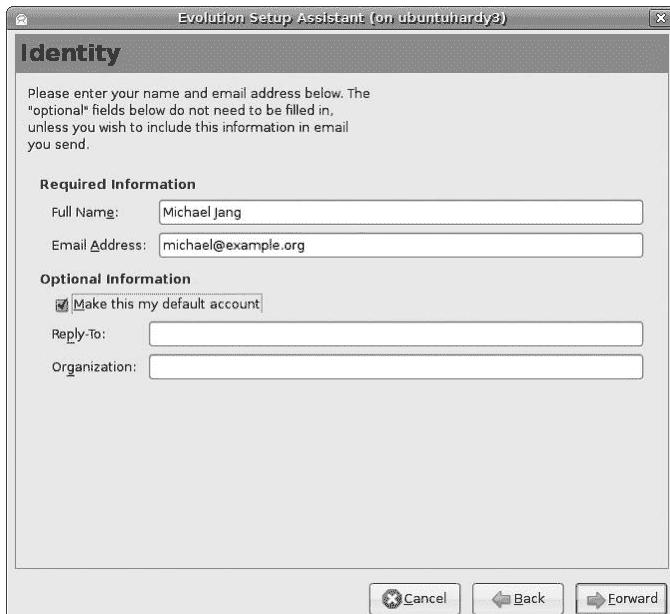 Evolution Setup Assistant (on ubuntuhardy3)
Identity
Please enter your name and email address below. The
"optional" fields below do not need to be filled in,
unless you wish to include this information in email
you send.
Required Information
Full Name: Michael Jang
Email Address: michael@example.org
Optional Information
Make this my default account
Reply-To:
Organization:
Cancel Back Forward